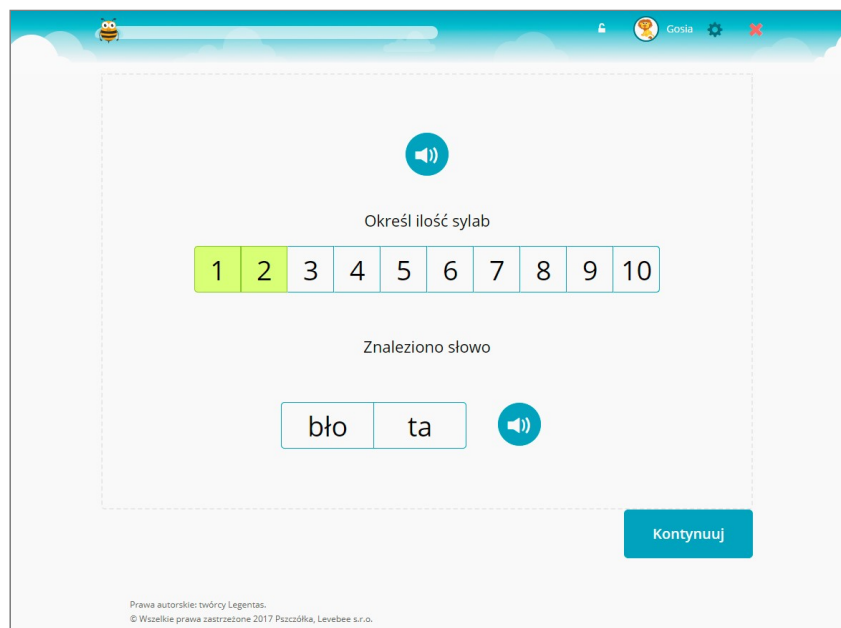 Gosia
Określ ilość sylab
1 2 3 4 5 6 7 8 9 10
Znaleziono słowo
bło ta
Kontynuuj
Prawa autorskie: twórcy Legentas.
© Wszelkie prawa zastrzeżone 2017 Pszczółka, Levebee s.r.o.